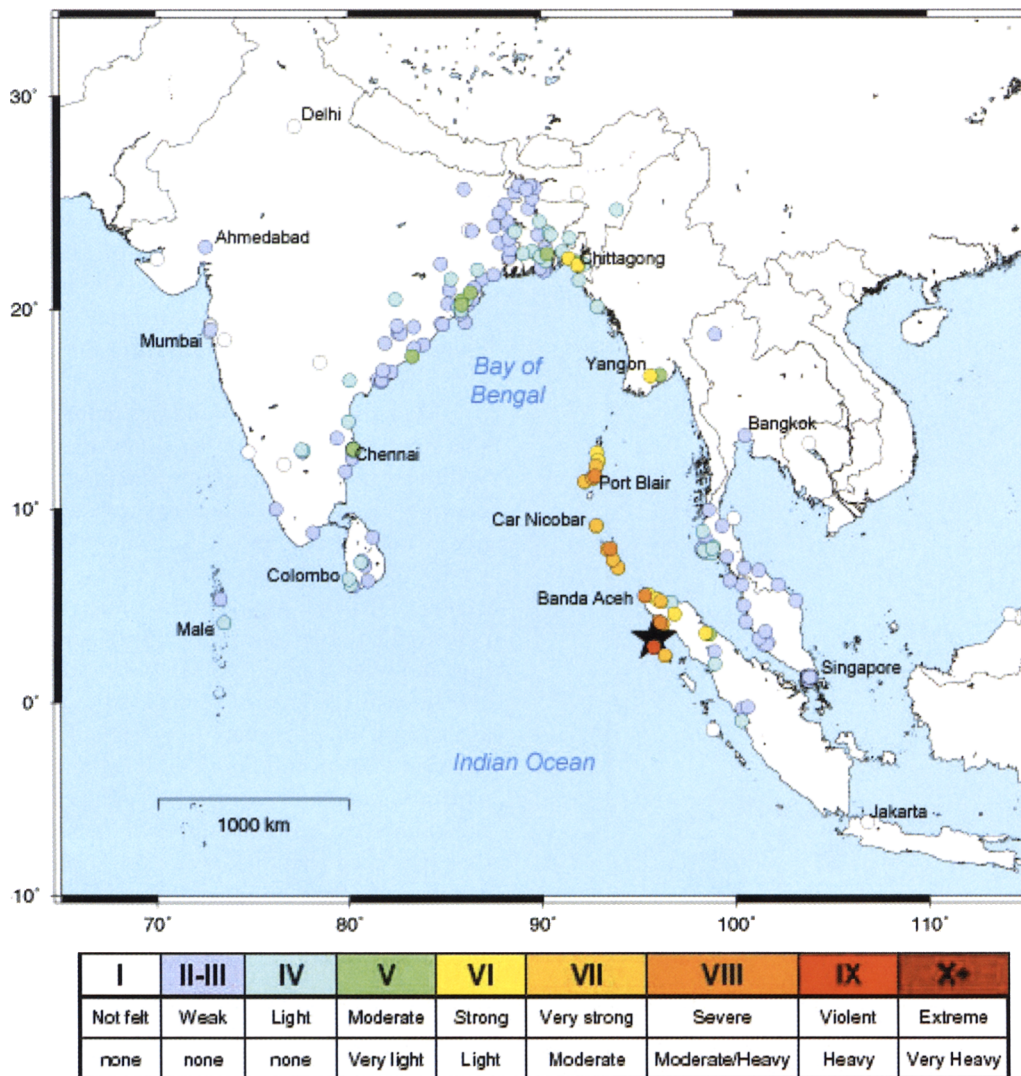 30°
20°
10°
0°
-10°
70°
80°
90°
100°
110°
Delhi
Ahmedabad
Chittagong
Mumbai
Bay of
Bengal
Yangon
Bangkok
Chennai
Port Blair
Car Nicobar
Colombo
Banda Aceh
Male
Singapore
Indian Ocean
1000 km
Jakarta
I II-III IV V VI VII VIII IX X+
Not felt Weak Light Moderate Strong Very strong Severe Violent Extreme
none none none Very light Light Moderate Moderate/Heavy Heavy Very Heavy